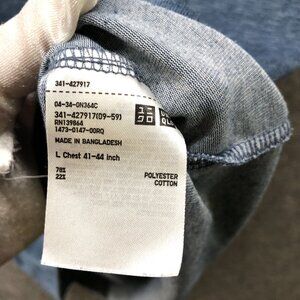 341-427917
04-34-GN364C
341-427917(09-59)
RN139864
1473-0147-00RQ
MADE IN BANGLADESH
L Chest 41-44 inch
78% POLYESTER
22% COTTON